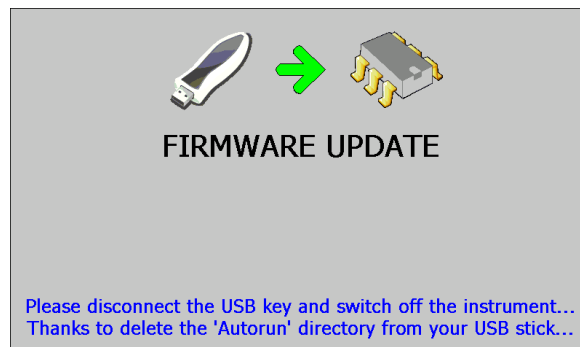 FIRMWARE UPDATE
Please disconnect the USB key and switch off the instrument...
Thanks to delete the 'Autorun' directory from your USB stick...